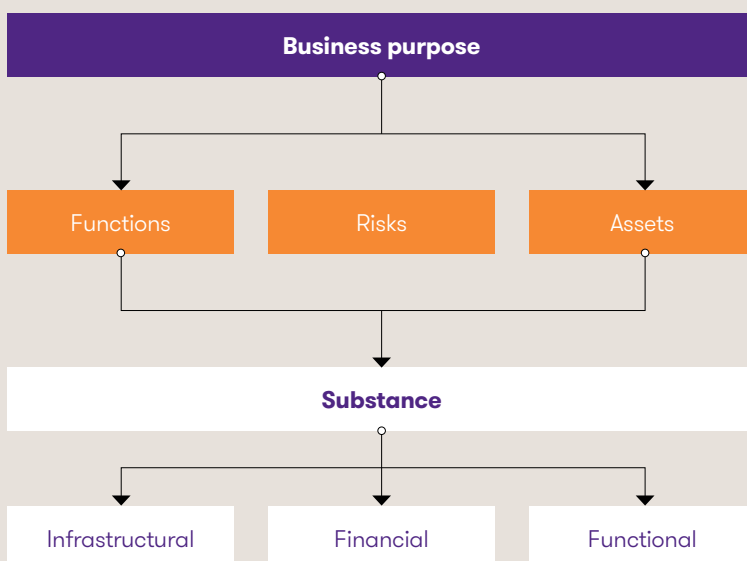 Business purpose
Functions
Risks
Assets
Substance
Infrastructural
Financial
Functional